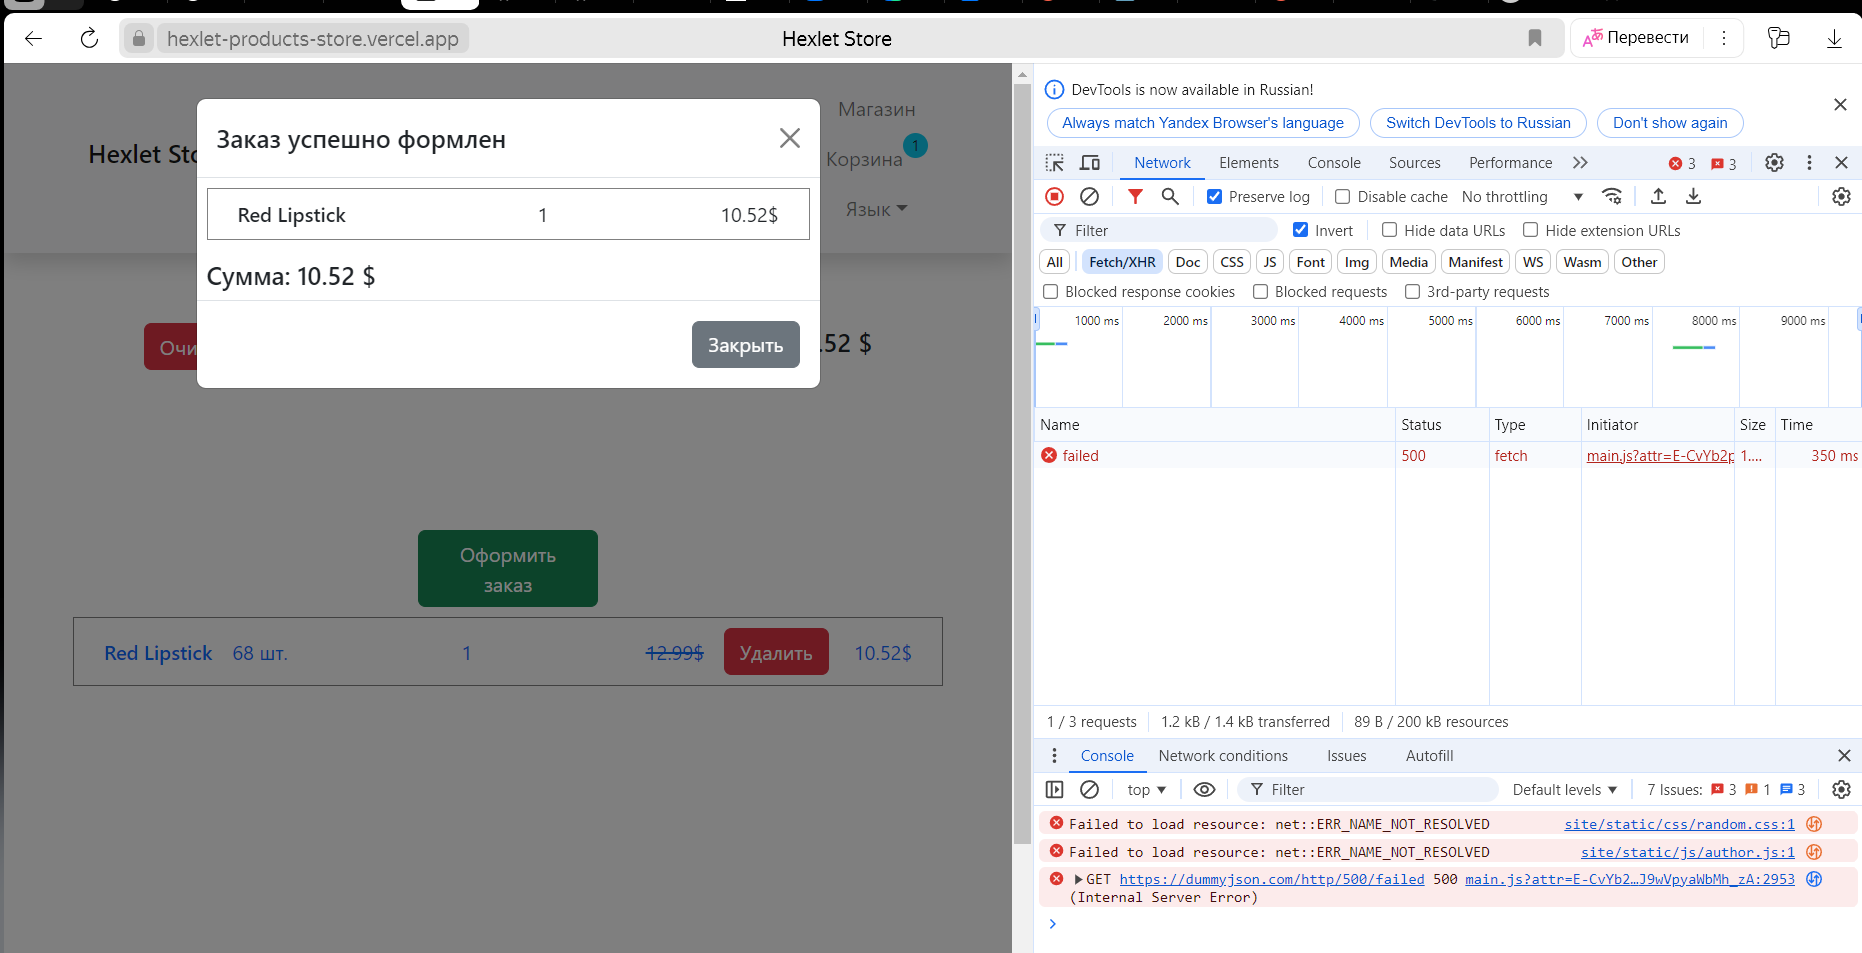 hexlet-products-store.vercel.app
Hexlet Store
Перевести
Магазин
Hexlet Sto
Корзина
1
Язык
Заказ успешно формлен
Red Lipstick 1 10.52$
Сумма: 10.52 $
Закрыть
Очи
.52 $
Оформить
заказ
Red Lipstick 68 шт. 1 12.99$ Удалить 10.52$
DevTools is now available in Russian!
Always match Yandex Browser's language
Switch DevTools to Russian
Don't show again
Network Elements Console Sources Performance 3 3
Preserve log Disable cache No throttling
Filter Invert Hide data URLs Hide extension URLs
All Fetch/XHR Doc CSS JS Font Img Media Manifest WS Wasm Other
Blocked response cookies Blocked requests 3rd-party requests
1000 ms 2000 ms 3000 ms 4000 ms 5000 ms 6000 ms 7000 ms 8000 ms 9000 ms
Name Status Type Initiator Size Time
failed 500 fetch main.js?attr=E-CvYb2p 1.... 350 ms
1 / 3 requests 1.2 kB / 1.4 kB transferred 89 B / 200 kB resources
Console Network conditions Issues Autofill
top Filter Default levels 7 Issues: 3 1 3
Failed to load resource: net::ERR_NAME_NOT_RESOLVED site/static/css/random.css:1
Failed to load resource: net::ERR_NAME_NOT_RESOLVED site/static/js/author.js:1
GET https://dummyjson.com/http/500/failed 500 main.js?attr=E-CvYb2…J9wVpyaWbMh_zA:2953
(Internal Server Error)